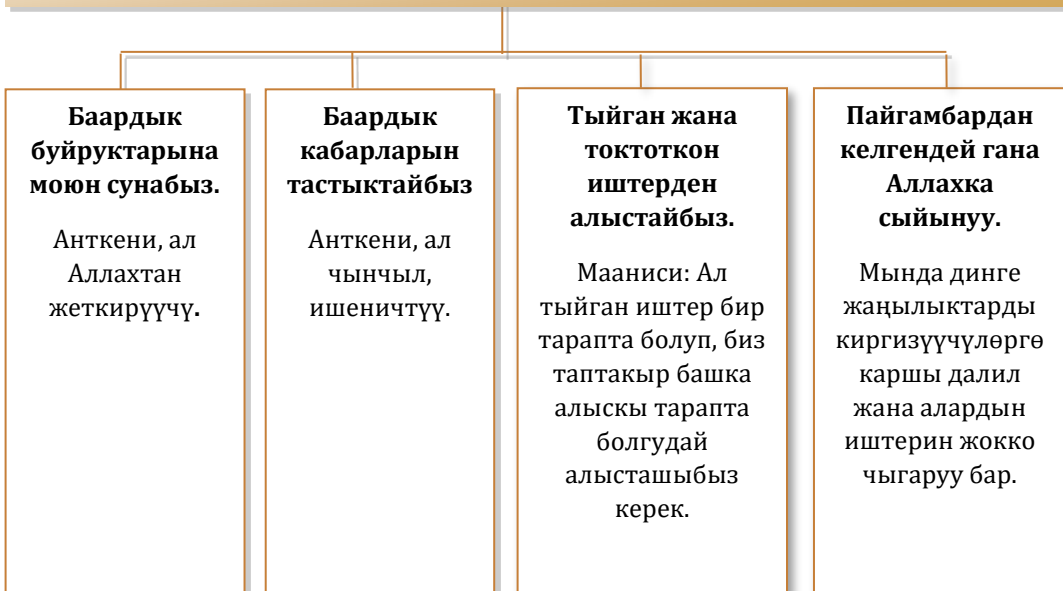 Баардык
буйруктарына
моюн сунабыз.
Анткени, ал
Аллахтан
жеткирүүчү.
Баардык
кабарларын
тастыктайбыз
Анткени, ал
чынчыл,
ишеничтүү.
Тыйган жана
токтоткон
иштерден
алыстайбыз.
Мааниси: Ал
тыйган иштер бир
тарапта болуп, биз
таптакыр башка
алыскы тарапта
болгудай
алысташыбыз
керек.
Пайгамбардан
келгендей гана
Аллахка
сыйынуу.
Мында динге
жаңылыктарды
киргизүүчүлөргө
каршы далил
жана алардын
иштерин жокко
чыгаруу бар.